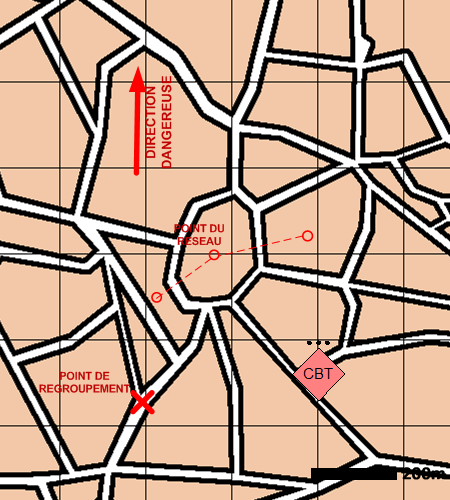 DIRECTION
DANGEREUSE
POINT DU
RESEAU
CBT
POINT DE
REGROUPEMENT
200m